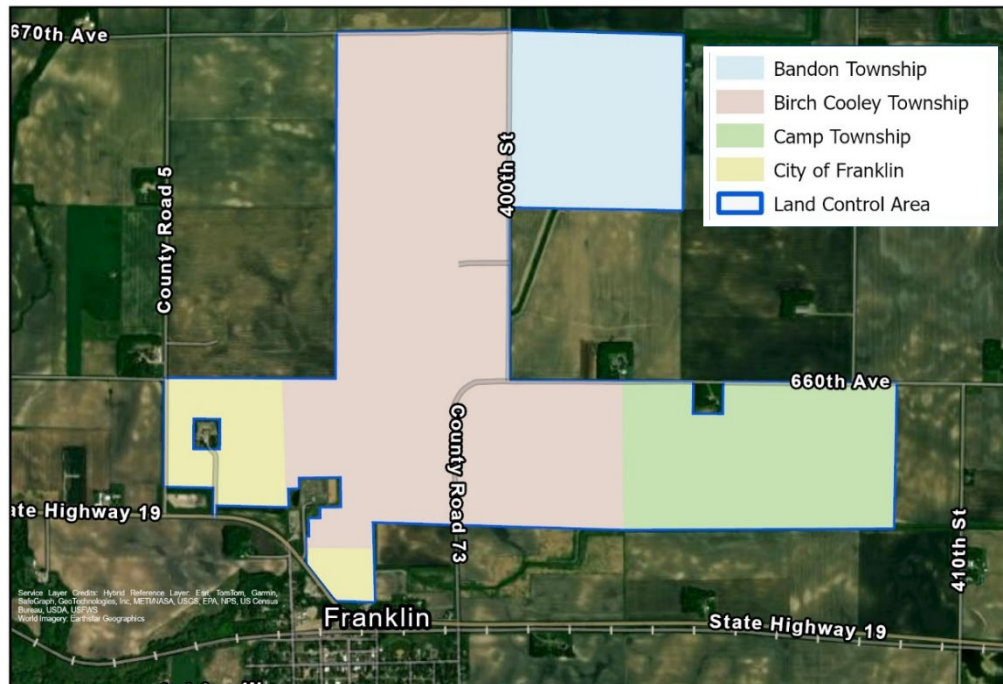 670th Ave
Bandon Township
Birch Cooley Township
Camp Township
City of Franklin
Land Control Area
County Road 5
400th St
660th Ave
County Road 73
ate Highway 19
410th St
Service Layer Credits: Hybrid Reference Layer: Esri, TomTom, Garmin,
SafeGraph, GeoTechnologies, Inc, METI/NASA, USGS, EPA, NPS, US Census
Bureau, USDA, USFWS
World Imagery: Earthstar Geographics
Franklin
State Highway 19